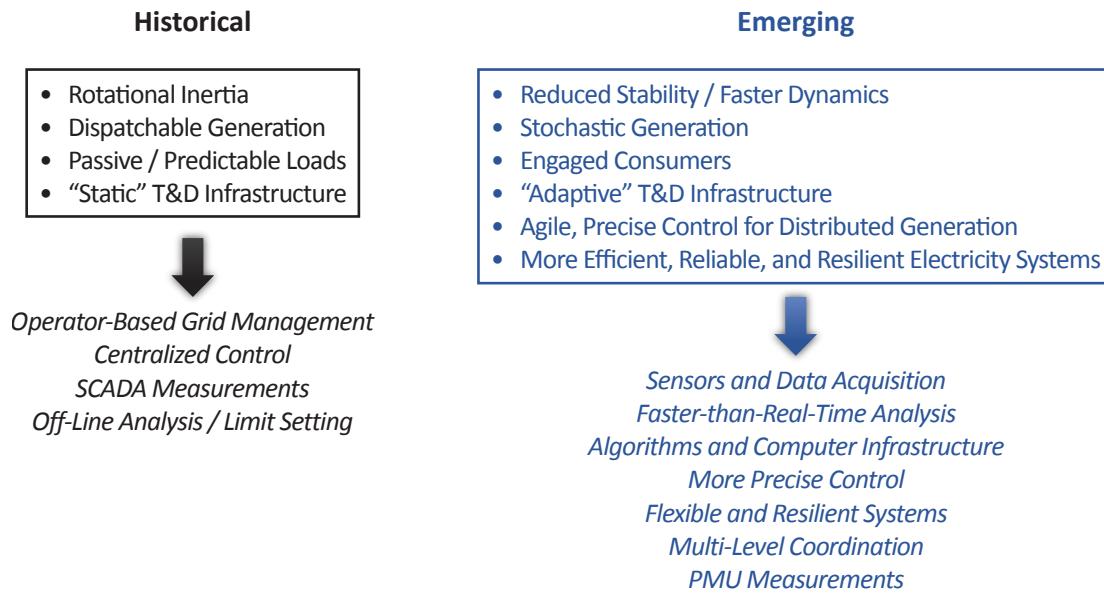 Historical
• Rotational Inertia
• Dispatchable Generation
• Passive / Predictable Loads
• “Static” T&D Infrastructure
Operator-Based Grid Management
Centralized Control
SCADA Measurements
Off-Line Analysis / Limit Setting
Emerging
• Reduced Stability / Faster Dynamics
• Stochastic Generation
• Engaged Consumers
• “Adaptive” T&D Infrastructure
• Agile, Precise Control for Distributed Generation
• More Efficient, Reliable, and Resilient Electricity Systems
Sensors and Data Acquisition
Faster-than-Real-Time Analysis
Algorithms and Computer Infrastructure
More Precise Control
Flexible and Resilient Systems
Multi-Level Coordination
PMU Measurements